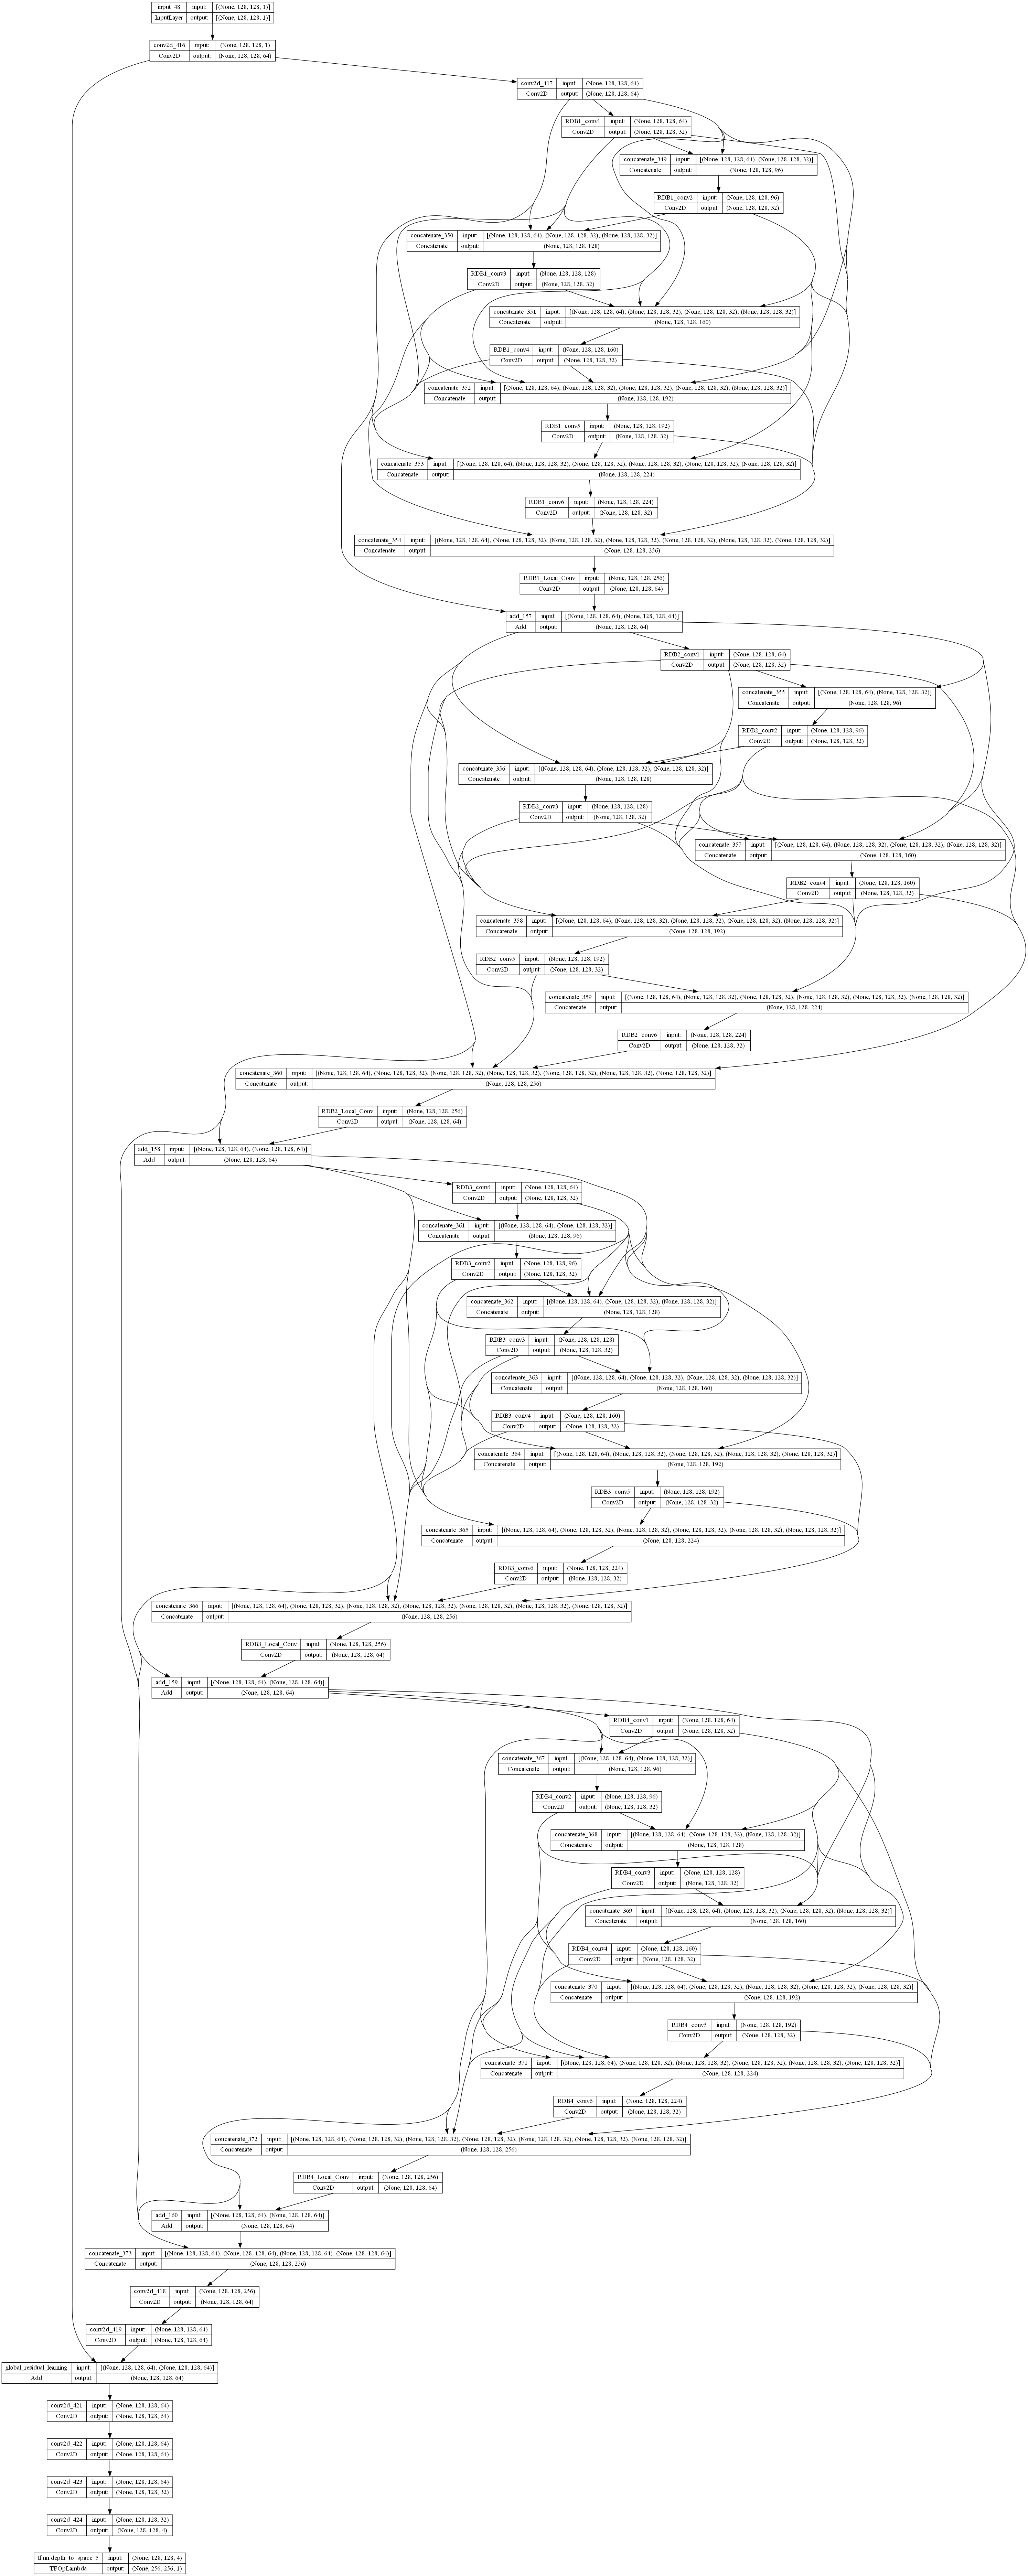 input_48 input: [(None, 128, 128, 1)]
InputLayer output: [(None, 128, 128, 1)]
conv2d_416 input: (None, 128, 128, 1)
Conv2D output: (None, 128, 128, 64)
conv2d_417 input: (None, 128, 128, 64)
Conv2D output: (None, 128, 128, 64)
RDB1_conv1 input: (None, 128, 128, 64)
Conv2D output: (None, 128, 128, 32)
concatenate_349 input: [(None, 128, 128, 64), (None, 128, 128, 32)]
Concatenate output: (None, 128, 128, 96)
RDB1_conv2 input: (None, 128, 128, 96)
Conv2D output: (None, 128, 128, 32)
concatenate_350 input: [(None, 128, 128, 64), (None, 128, 128, 32), (None, 128, 128, 32)]
Concatenate output: (None, 128, 128, 128)
RDB1_conv3 input: (None, 128, 128, 128)
Conv2D output: (None, 128, 128, 32)
concatenate_351 input: [(None, 128, 128, 64), (None, 128, 128, 32), (None, 128, 128, 32), (None, 128, 128, 32)]
Concatenate output: (None, 128, 128, 160)
RDB1_conv4 input: (None, 128, 128, 160)
Conv2D output: (None, 128, 128, 32)
concatenate_352 input: [(None, 128, 128, 64), (None, 128, 128, 32), (None, 128, 128, 32), (None, 128, 128, 32), (None, 128, 128, 32)]
Concatenate output: (None, 128, 128, 192)
RDB1_conv5 input: (None, 128, 128, 192)
Conv2D output: (None, 128, 128, 32)
concatenate_353 input: [(None, 128, 128, 64), (None, 128, 128, 32), (None, 128, 128, 32), (None, 128, 128, 32), (None, 128, 128, 32), (None, 128, 128, 32)]
Concatenate output: (None, 128, 128, 224)
RDB1_conv6 input: (None, 128, 128, 224)
Conv2D output: (None, 128, 128, 32)
concatenate_354 input: [(None, 128, 128, 64), (None, 128, 128, 32), (None, 128, 128, 32), (None, 128, 128, 32), (None, 128, 128, 32), (None, 128, 128, 32), (None, 128, 128, 32)]
Concatenate output: (None, 128, 128, 256)
RDB1_Local_Conv input: (None, 128, 128, 256)
Conv2D output: (None, 128, 128, 64)
add_157 input: [(None, 128, 128, 64), (None, 128, 128, 64)]
Add output: (None, 128, 128, 64)
RDB2_conv1 input: (None, 128, 128, 64)
Conv2D output: (None, 128, 128, 32)
concatenate_355 input: [(None, 128, 128, 64), (None, 128, 128, 32)]
Concatenate output: (None, 128, 128, 96)
RDB2_conv2 input: (None, 128, 128, 96)
Conv2D output: (None, 128, 128, 32)
concatenate_356 input: [(None, 128, 128, 64), (None, 128, 128, 32), (None, 128, 128, 32)]
Concatenate output: (None, 128, 128, 128)
RDB2_conv3 input: (None, 128, 128, 128)
Conv2D output: (None, 128, 128, 32)
concatenate_357 input: [(None, 128, 128, 64), (None, 128, 128, 32), (None, 128, 128, 32), (None, 128, 128, 32)]
Concatenate output: (None, 128, 128, 160)
RDB2_conv4 input: (None, 128, 128, 160)
Conv2D output: (None, 128, 128, 32)
concatenate_358 input: [(None, 128, 128, 64), (None, 128, 128, 32), (None, 128, 128, 32), (None, 128, 128, 32), (None, 128, 128, 32)]
Concatenate output: (None, 128, 128, 192)
RDB2_conv5 input: (None, 128, 128, 192)
Conv2D output: (None, 128, 128, 32)
concatenate_359 input: [(None, 128, 128, 64), (None, 128, 128, 32), (None, 128, 128, 32), (None, 128, 128, 32), (None, 128, 128, 32), (None, 128, 128, 32)]
Concatenate output: (None, 128, 128, 224)
RDB2_conv6 input: (None, 128, 128, 224)
Conv2D output: (None, 128, 128, 32)
concatenate_360 input: [(None, 128, 128, 64), (None, 128, 128, 32), (None, 128, 128, 32), (None, 128, 128, 32), (None, 128, 128, 32), (None, 128, 128, 32), (None, 128, 128, 32)]
Concatenate output: (None, 128, 128, 256)
RDB2_Local_Conv input: (None, 128, 128, 256)
Conv2D output: (None, 128, 128, 64)
add_158 input: [(None, 128, 128, 64), (None, 128, 128, 64)]
Add output: (None, 128, 128, 64)
RDB3_conv1 input: (None, 128, 128, 64)
Conv2D output: (None, 128, 128, 32)
concatenate_361 input: [(None, 128, 128, 64), (None, 128, 128, 32)]
Concatenate output: (None, 128, 128, 96)
RDB3_conv2 input: (None, 128, 128, 96)
Conv2D output: (None, 128, 128, 32)
concatenate_362 input: [(None, 128, 128, 64), (None, 128, 128, 32), (None, 128, 128, 32)]
Concatenate output: (None, 128, 128, 128)
RDB3_conv3 input: (None, 128, 128, 128)
Conv2D output: (None, 128, 128, 32)
concatenate_363 input: [(None, 128, 128, 64), (None, 128, 128, 32), (None, 128, 128, 32), (None, 128, 128, 32)]
Concatenate output: (None, 128, 128, 160)
RDB3_conv4 input: (None, 128, 128, 160)
Conv2D output: (None, 128, 128, 32)
concatenate_364 input: [(None, 128, 128, 64), (None, 128, 128, 32), (None, 128, 128, 32), (None, 128, 128, 32), (None, 128, 128, 32)]
Concatenate output: (None, 128, 128, 192)
RDB3_conv5 input: (None, 128, 128, 192)
Conv2D output: (None, 128, 128, 32)
concatenate_365 input: [(None, 128, 128, 64), (None, 128, 128, 32), (None, 128, 128, 32), (None, 128, 128, 32), (None, 128, 128, 32), (None, 128, 128, 32)]
Concatenate output: (None, 128, 128, 224)
RDB3_conv6 input: (None, 128, 128, 224)
Conv2D output: (None, 128, 128, 32)
concatenate_366 input: [(None, 128, 128, 64), (None, 128, 128, 32), (None, 128, 128, 32), (None, 128, 128, 32), (None, 128, 128, 32), (None, 128, 128, 32), (None, 128, 128, 32)]
Concatenate output: (None, 128, 128, 256)
RDB3_Local_Conv input: (None, 128, 128, 256)
Conv2D output: (None, 128, 128, 64)
add_159 input: [(None, 128, 128, 64), (None, 128, 128, 64)]
Add output: (None, 128, 128, 64)
RDB4_conv1 input: (None, 128, 128, 64)
Conv2D output: (None, 128, 128, 32)
concatenate_367 input: [(None, 128, 128, 64), (None, 128, 128, 32)]
Concatenate output: (None, 128, 128, 96)
RDB4_conv2 input: (None, 128, 128, 96)
Conv2D output: (None, 128, 128, 32)
concatenate_368 input: [(None, 128, 128, 64), (None, 128, 128, 32), (None, 128, 128, 32)]
Concatenate output: (None, 128, 128, 128)
RDB4_conv3 input: (None, 128, 128, 128)
Conv2D output: (None, 128, 128, 32)
concatenate_369 input: [(None, 128, 128, 64), (None, 128, 128, 32), (None, 128, 128, 32), (None, 128, 128, 32)]
Concatenate output: (None, 128, 128, 160)
RDB4_conv4 input: (None, 128, 128, 160)
Conv2D output: (None, 128, 128, 32)
concatenate_370 input: [(None, 128, 128, 64), (None, 128, 128, 32), (None, 128, 128, 32), (None, 128, 128, 32), (None, 128, 128, 32)]
Concatenate output: (None, 128, 128, 192)
RDB4_conv5 input: (None, 128, 128, 192)
Conv2D output: (None, 128, 128, 32)
concatenate_371 input: [(None, 128, 128, 64), (None, 128, 128, 32), (None, 128, 128, 32), (None, 128, 128, 32), (None, 128, 128, 32), (None, 128, 128, 32)]
Concatenate output: (None, 128, 128, 224)
RDB4_conv6 input: (None, 128, 128, 224)
Conv2D output: (None, 128, 128, 32)
concatenate_372 input: [(None, 128, 128, 64), (None, 128, 128, 32), (None, 128, 128, 32), (None, 128, 128, 32), (None, 128, 128, 32), (None, 128, 128, 32), (None, 128, 128, 32)]
Concatenate output: (None, 128, 128, 256)
RDB4_Local_Conv input: (None, 128, 128, 256)
Conv2D output: (None, 128, 128, 64)
add_160 input: [(None, 128, 128, 64), (None, 128, 128, 64)]
Add output: (None, 128, 128, 64)
concatenate_373 input: [(None, 128, 128, 64), (None, 128, 128, 64), (None, 128, 128, 64), (None, 128, 128, 64)]
Concatenate output: (None, 128, 128, 256)
conv2d_418 input: (None, 128, 128, 256)
Conv2D output: (None, 128, 128, 64)
conv2d_419 input: (None, 128, 128, 64)
Conv2D output: (None, 128, 128, 64)
global_residual_learning input: [(None, 128, 128, 64), (None, 128, 128, 64)]
Add output: (None, 128, 128, 64)
conv2d_421 input: (None, 128, 128, 64)
Conv2D output: (None, 128, 128, 64)
conv2d_422 input: (None, 128, 128, 64)
Conv2D output: (None, 128, 128, 64)
conv2d_423 input: (None, 128, 128, 64)
Conv2D output: (None, 128, 128, 32)
conv2d_424 input: (None, 128, 128, 32)
Conv2D output: (None, 128, 128, 4)
tf.nn.depth_to_space_5 input: (None, 128, 128, 4)
TFOpLambda output: (None, 256, 256, 1)